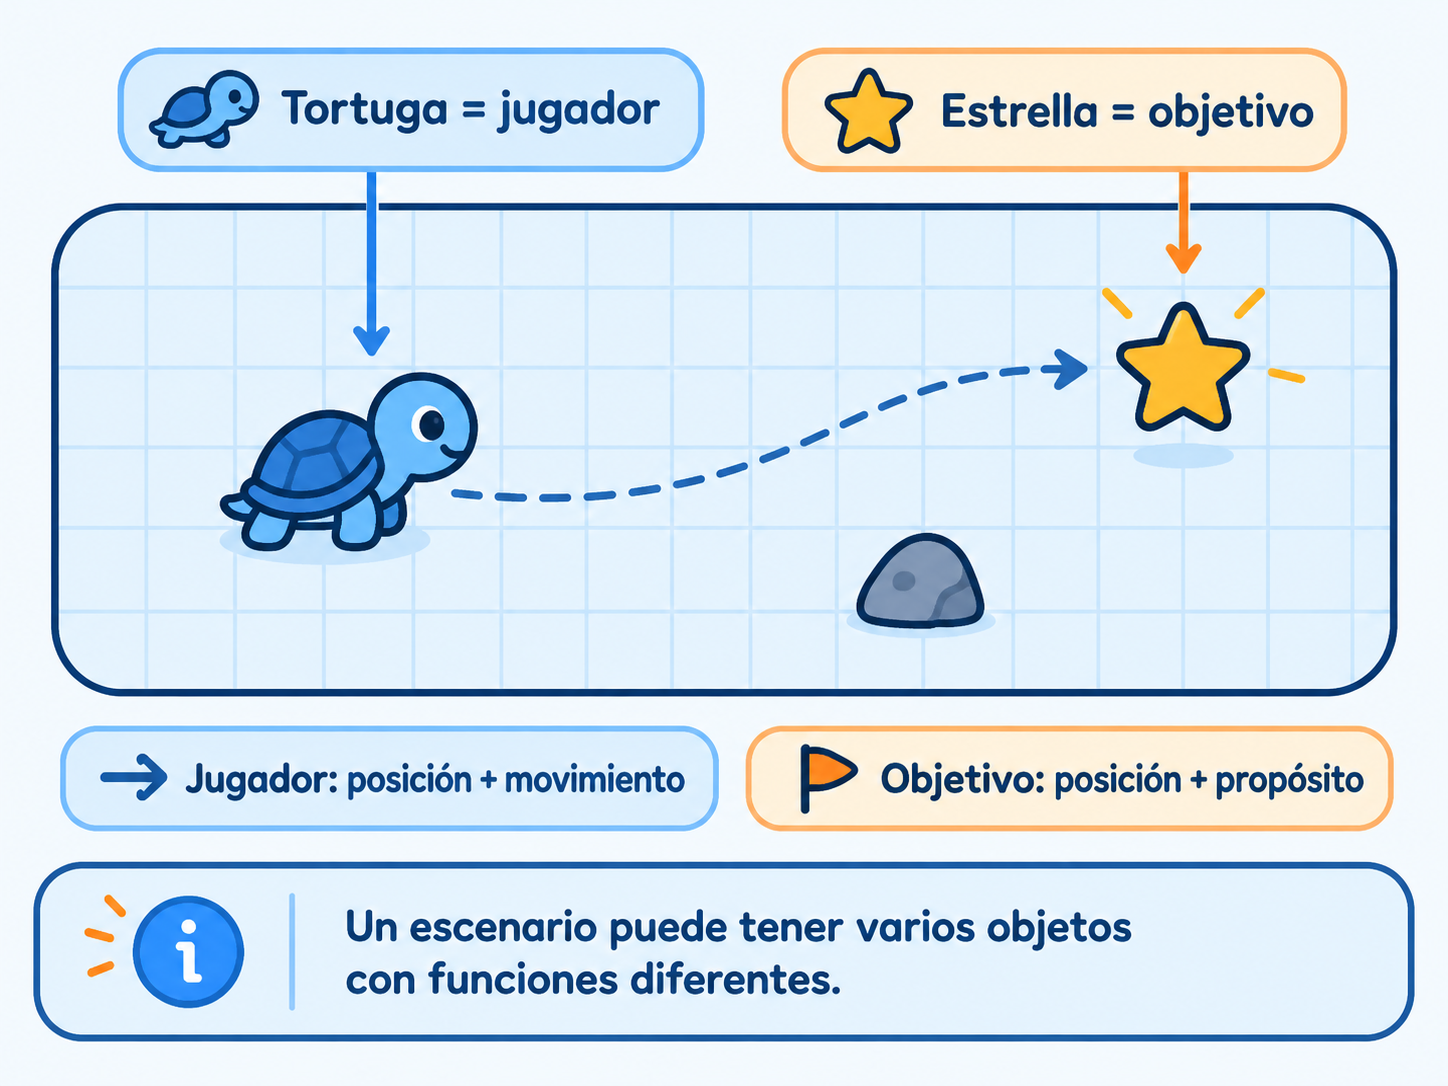 Tortuga = jugador
Estrella = objetivo
Jugador: posición + movimiento
Objetivo: posición + propósito
i
Un escenario puede tener varios objetos
con funciones diferentes.